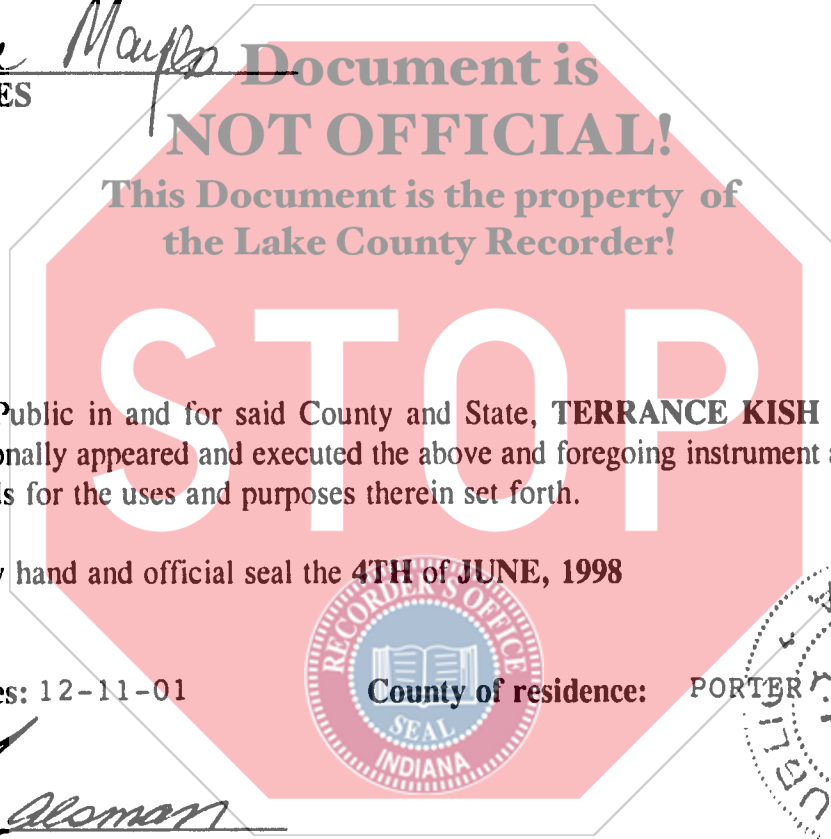 Mayes
ES
Document is
NOT OFFICIAL!
This Document is the property of
the Lake County Recorder!
STOP
Public in and for said County and State, TERRANCE KISH
onally appeared and executed the above and foregoing instrument a
ls for the uses and purposes therein set forth.
y hand and official seal the 4TH of JUNE, 1998
RECORDER'S OFFICE
SEAL
INDIANA
es: 12-11-01 County of residence: PORTER
UBLIC